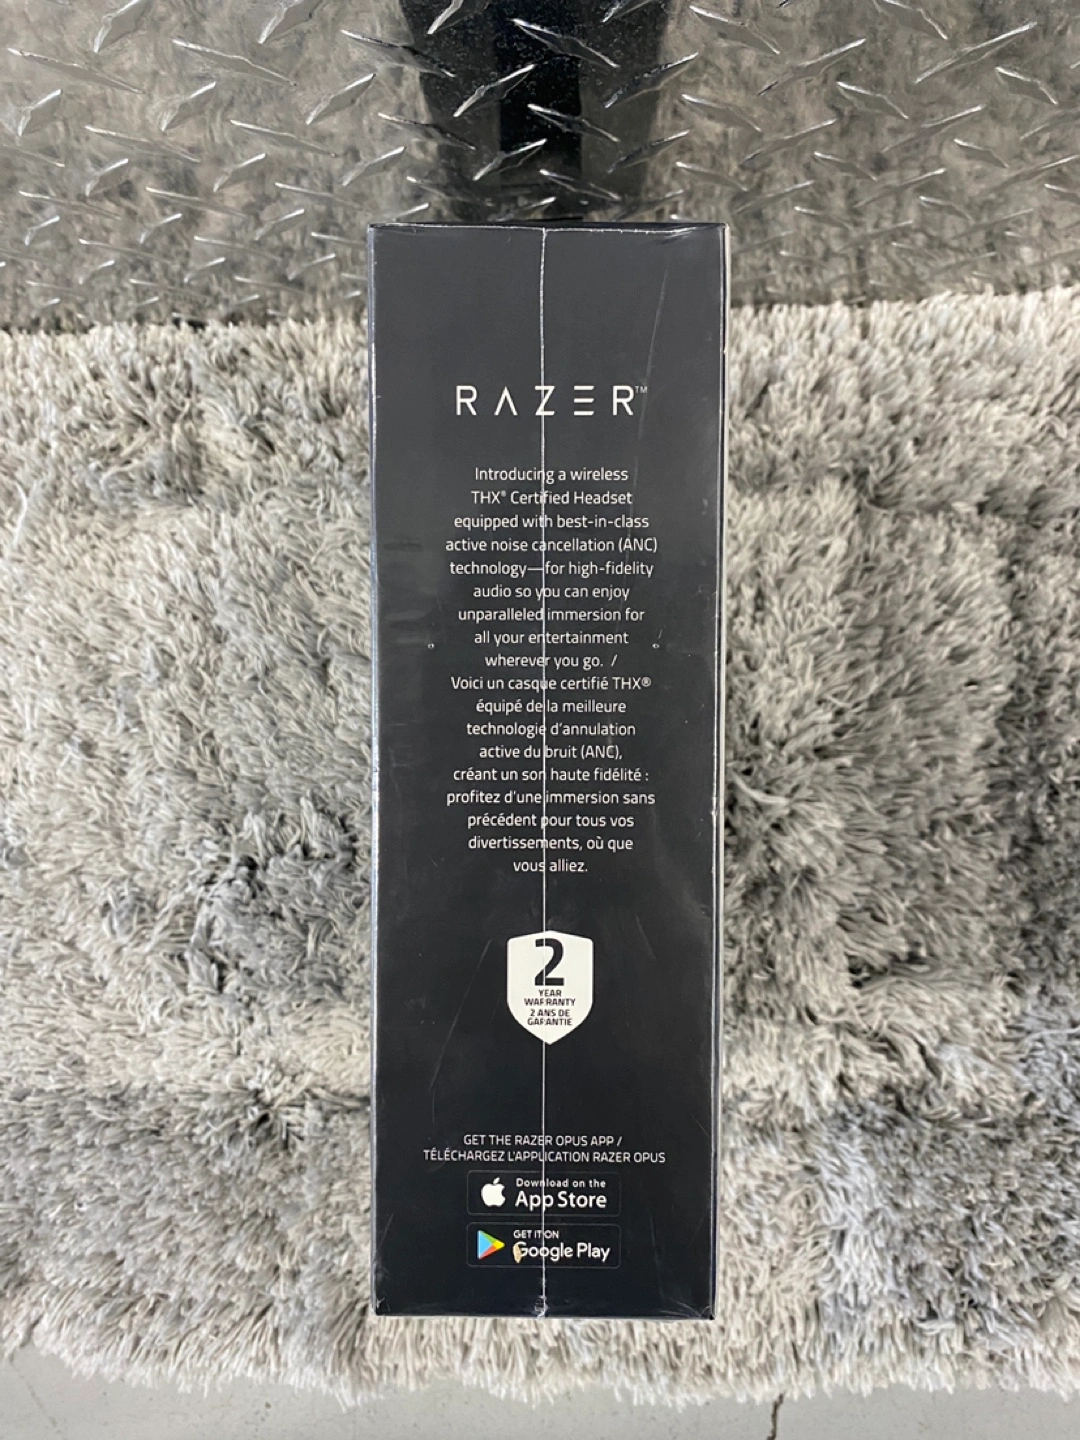 RAZER™
Introducing a wireless
THX® Certified Headset
equipped with best-in-class
active noise cancellation (ANC)
technology—for high-fidelity
audio so you can enjoy
unparalleled immersion for
all your entertainment
wherever you go. /
Voici un casque certifié THX®
équipé de la meilleure
technologie d'annulation
active du bruit (ANC),
créant un son haute fidélité :
profitez d'une immersion sans
précédent pour tous vos
divertissements, où que
vous alliez.
2
YEAR
WARRANTY
2 ANS DE
GARANTIE
GET THE RAZER OPUS APP /
TÉLÉCHARGEZ L'APPLICATION RAZER OPUS
Download on the
App Store
GET IT ON
Google Play